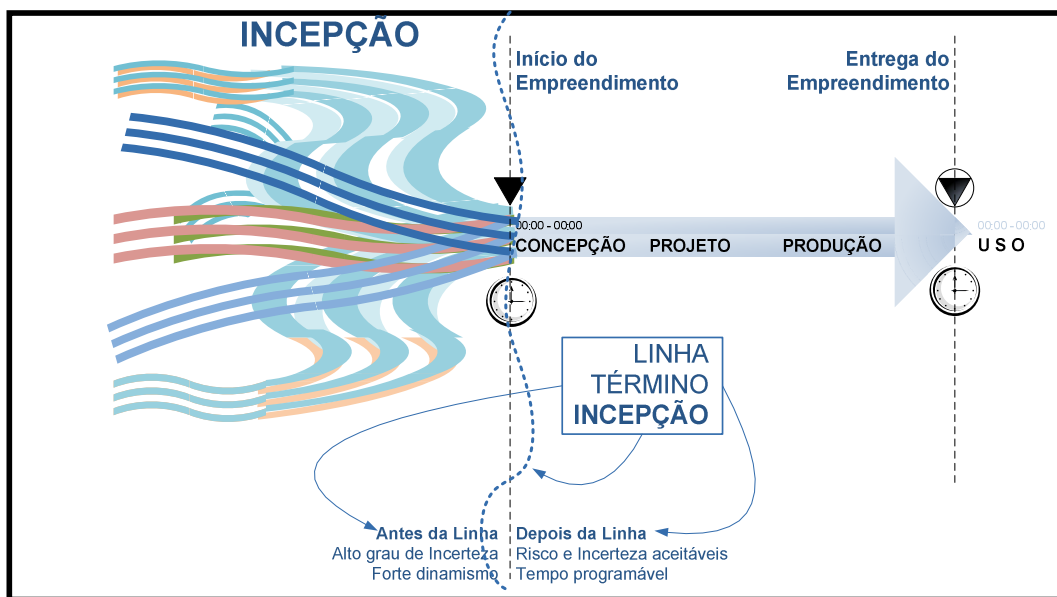 INCEPÇÃO
Início do
Empreendimento
Entrega do
Empreendimento
00:00 - 00:00
CONCEPÇÃO PROJETO PRODUÇÃO
00:00 - 00:00
U S O
LINHA
TÉRMINO
INCEPÇÃO
Antes da Linha
Alto grau de Incerteza
Forte dinamismo
Depois da Linha
Risco e Incerteza aceitáveis
Tempo programável